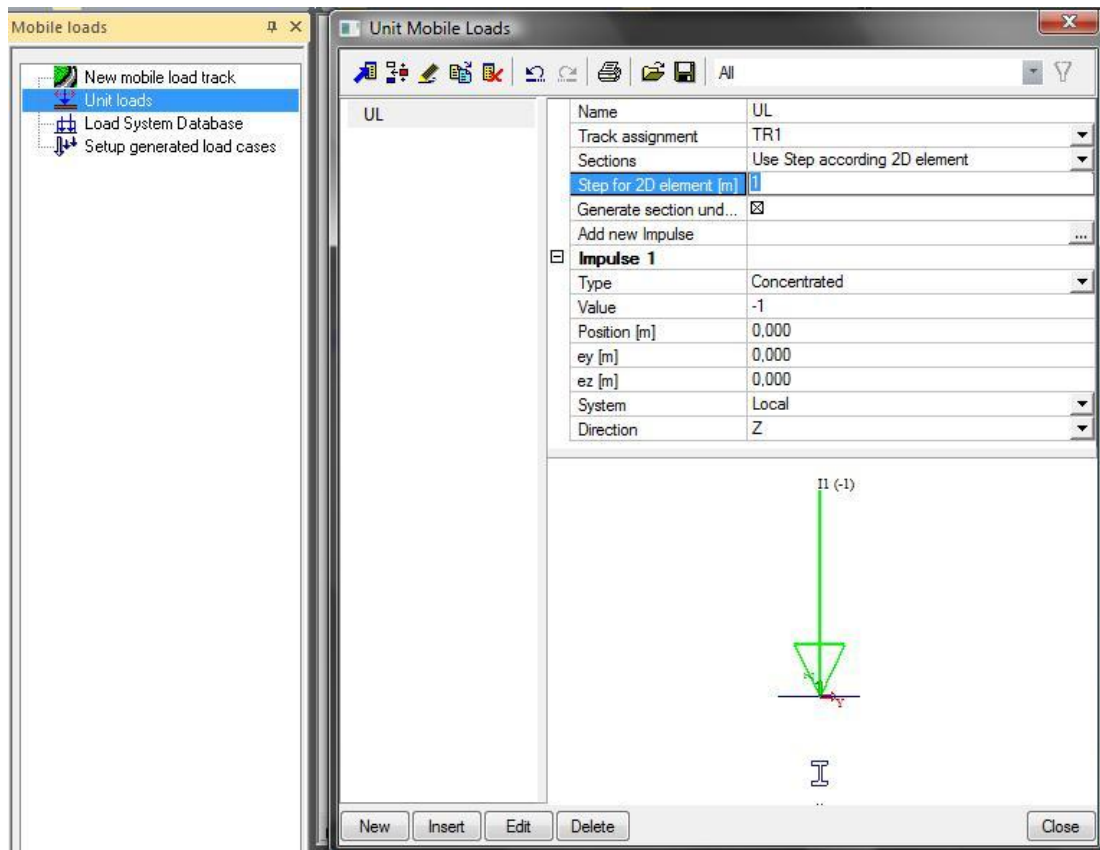 Mobile loads
New mobile load track
Unit loads
Load System Database
Setup generated load cases
Unit Mobile Loads
All
UL
Name UL
Track assignment TR1
Sections Use Step according 2D element
Step for 2D element [m] 1
Generate section und...
Add new Impulse ...
Impulse 1
Type Concentrated
Value -1
Position [m] 0,000
ey [m] 0,000
ez [m] 0,000
System Local
Direction Z
I1 (-1)
Y
New Insert Edit Delete Close